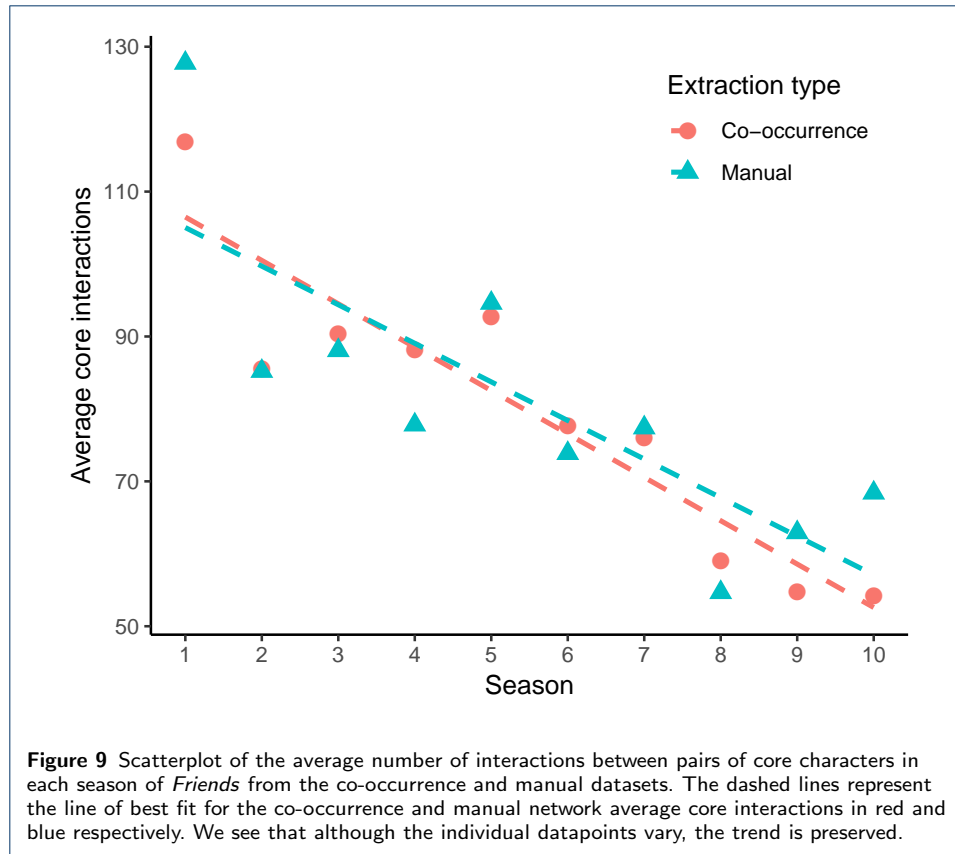 130
110
90
70
50
Average core interactions
Extraction type
Co−occurrence
Manual
1 2 3 4 5 6 7 8 9 10
Season
Figure 9 Scatterplot of the average number of interactions between pairs of core characters in
each season of Friends from the co-occurrence and manual datasets. The dashed lines represent
the line of best fit for the co-occurrence and manual network average core interactions in red and
blue respectively. We see that although the individual datapoints vary, the trend is preserved.